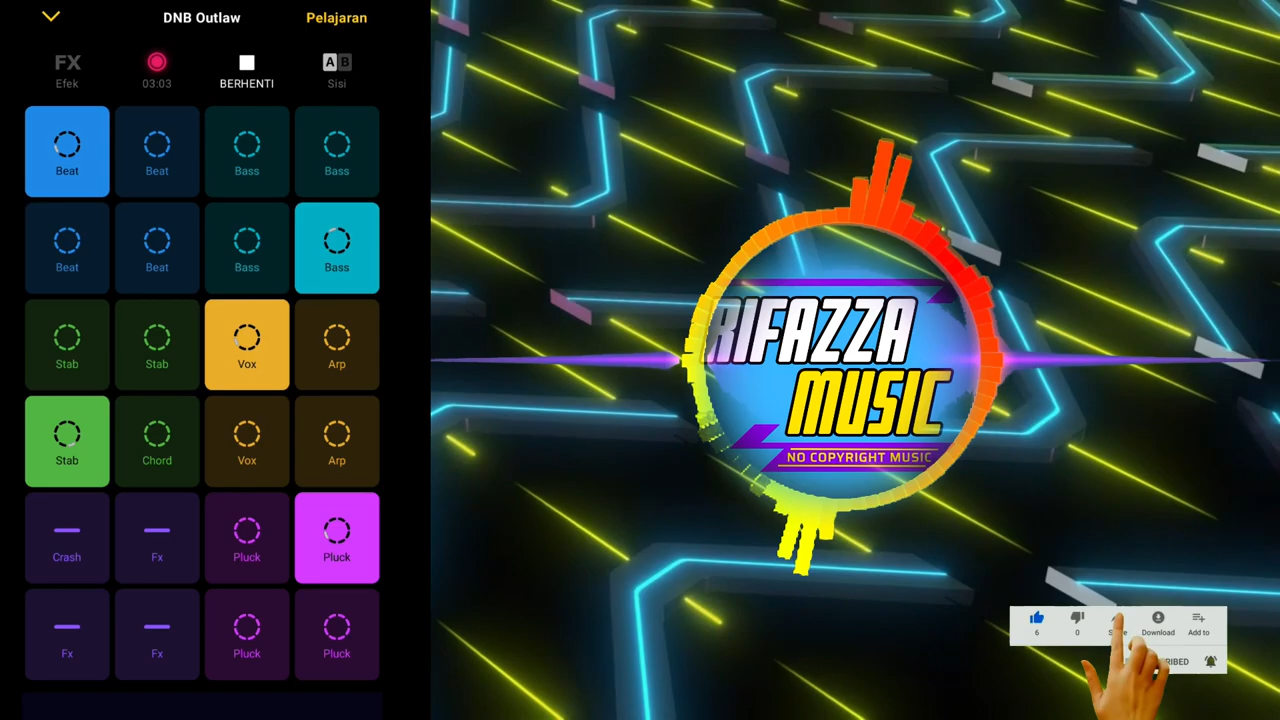 DNB Outlaw
Pelajaran
FX
A B
Efek
03:03
BERHENTI
Sisi
Beat
Beat
Bass
Bass
Beat
Beat
Bass
Bass
Stab
Stab
Vox
Arp
Stab
Chord
Vox
Arp
Crash
Fx
Pluck
Pluck
Fx
Fx
Pluck
Pluck
RIFAZZA
MUSIC
NO COPYRIGHT MUSIC
6
0
Download
Add to